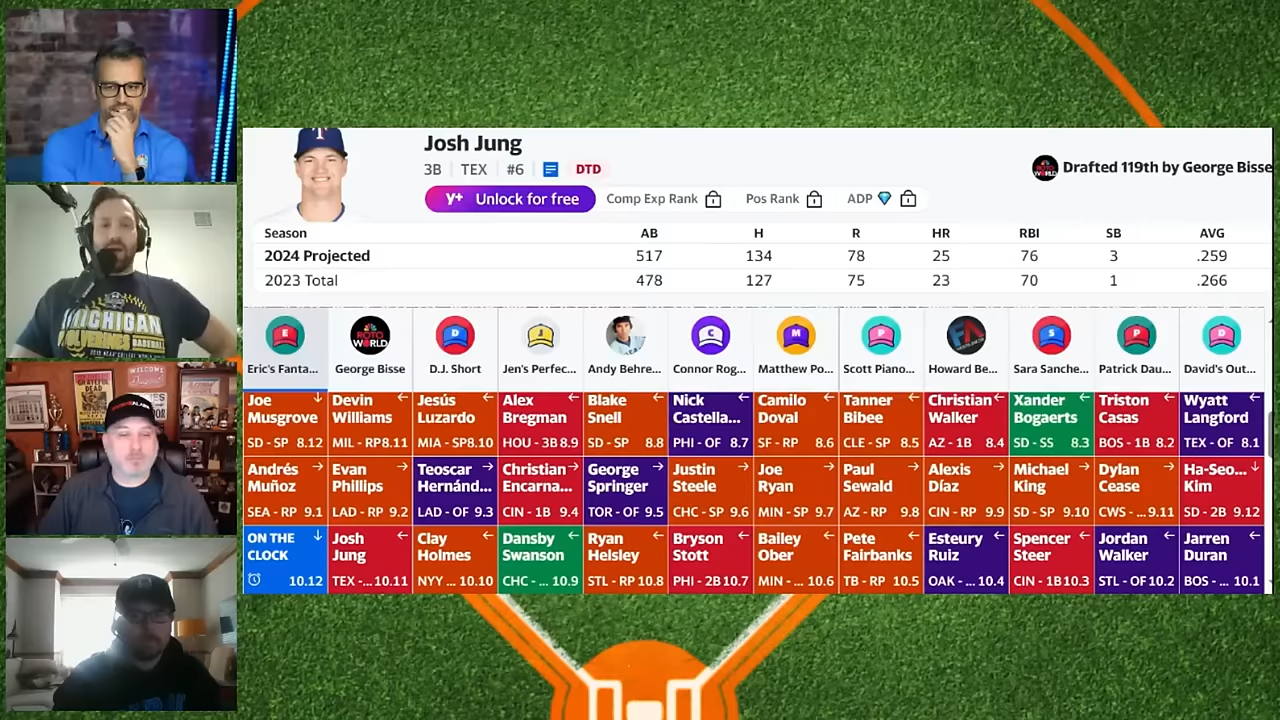 Josh Jung
3B TEX #6 DTD
Drafted 119th by George Bisse
Y+ Unlock for free Comp Exp Rank Pos Rank ADP
Season AB H R HR RBI SB AVG
2024 Projected 517 134 78 25 76 3 .259
2023 Total 478 127 75 23 70 1 .266
E ROTO WORLD D J C M P S P D
Eric's Fanta... George Bisse D.J. Short Jen's Perfec... Andy Behre... Connor Rog... Matthew Po... Scott Piano... Howard Be... Sara Sanche... Patrick Dau... David's Out...
Joe Musgrove SD - SP 8.12
Devin Williams MIL - RP8.11
Jesús Luzardo MIA - SP8.10
Alex Bregman HOU - 3B 8.9
Blake Snell SD - SP 8.8
Nick Castella... PHI - OF 8.7
Camilo Doval SF - RP 8.6
Tanner Bibee CLE - SP 8.5
Christian Walker AZ - 1B 8.4
Xander Bogaerts SD - SS 8.3
Triston Casas BOS - 1B 8.2
Wyatt Langford TEX - OF 8.1
Andrés Muñoz SEA - RP 9.1
Evan Phillips LAD - RP 9.2
Teoscar Hernánd... LAD - OF 9.3
Christian Encarna... CIN - 1B 9.4
George Springer TOR - OF 9.5
Justin Steele CHC - SP 9.6
Joe Ryan MIN - SP 9.7
Paul Sewald AZ - RP 9.8
Alexis Díaz CIN - RP 9.9
Michael King SD - SP 9.10
Dylan Cease CWS - ... 9.11
Ha-Seo... Kim SD - 2B 9.12
ON THE CLOCK 10.12
Josh Jung TEX -... 10.11
Clay Holmes NYY ... 10.10
Dansby Swanson CHC - ... 10.9
Ryan Helsley STL - RP 10.8
Bryson Stott PHI - 2B 10.7
Bailey Ober MIN - ... 10.6
Pete Fairbanks TB - RP 10.5
Esteury Ruiz OAK - ... 10.4
Spencer Steer CIN - 1B 10.3
Jordan Walker STL - OF 10.2
Jarren Duran BOS - ... 10.1
MICHIGAN
WOLVERINES
BASEBALL
WELCOME